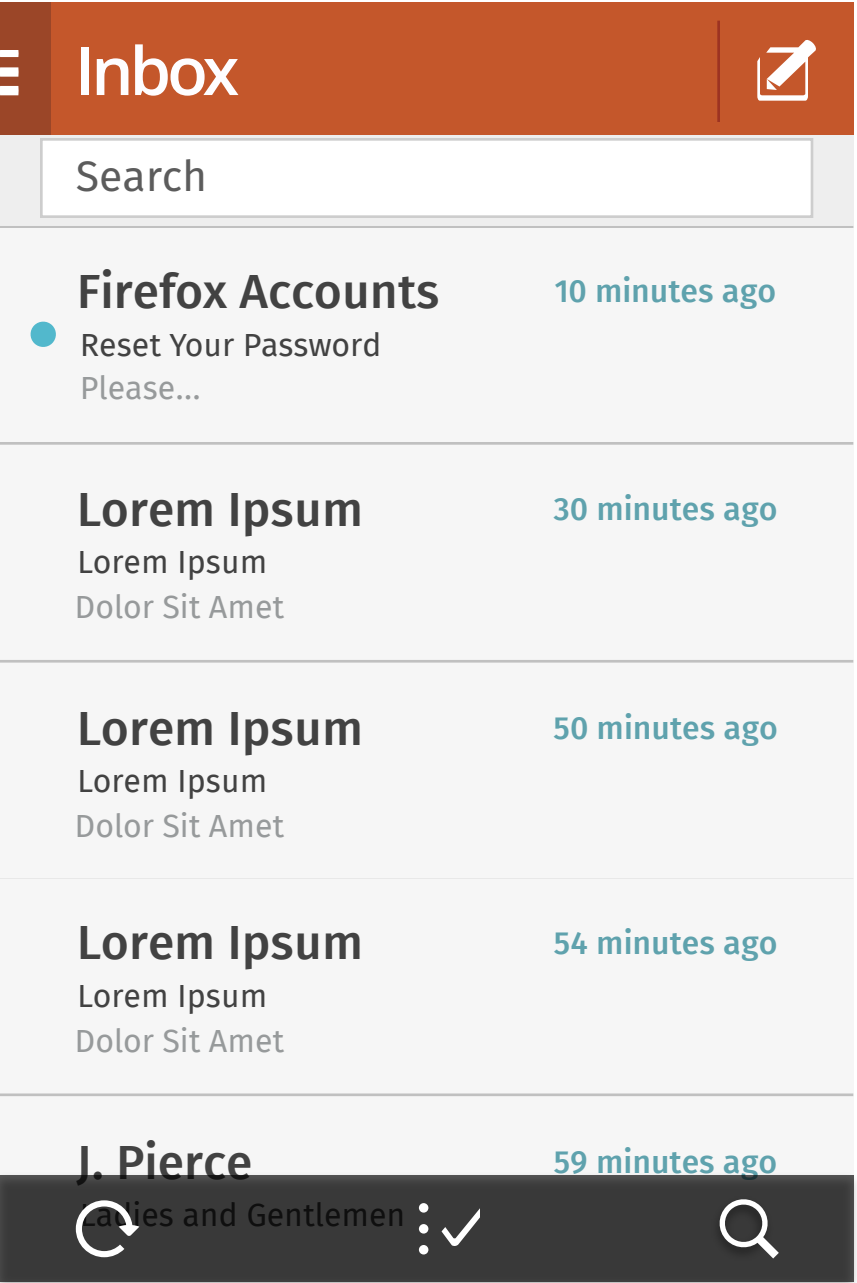 Inbox
Search
Firefox Accounts 10 minutes ago
Reset Your Password
Please...
Lorem Ipsum 30 minutes ago
Lorem Ipsum
Dolor Sit Amet
Lorem Ipsum 50 minutes ago
Lorem Ipsum
Dolor Sit Amet
Lorem Ipsum 54 minutes ago
Lorem Ipsum
Dolor Sit Amet
J. Pierce 59 minutes ago
Ladies and Gentlemen